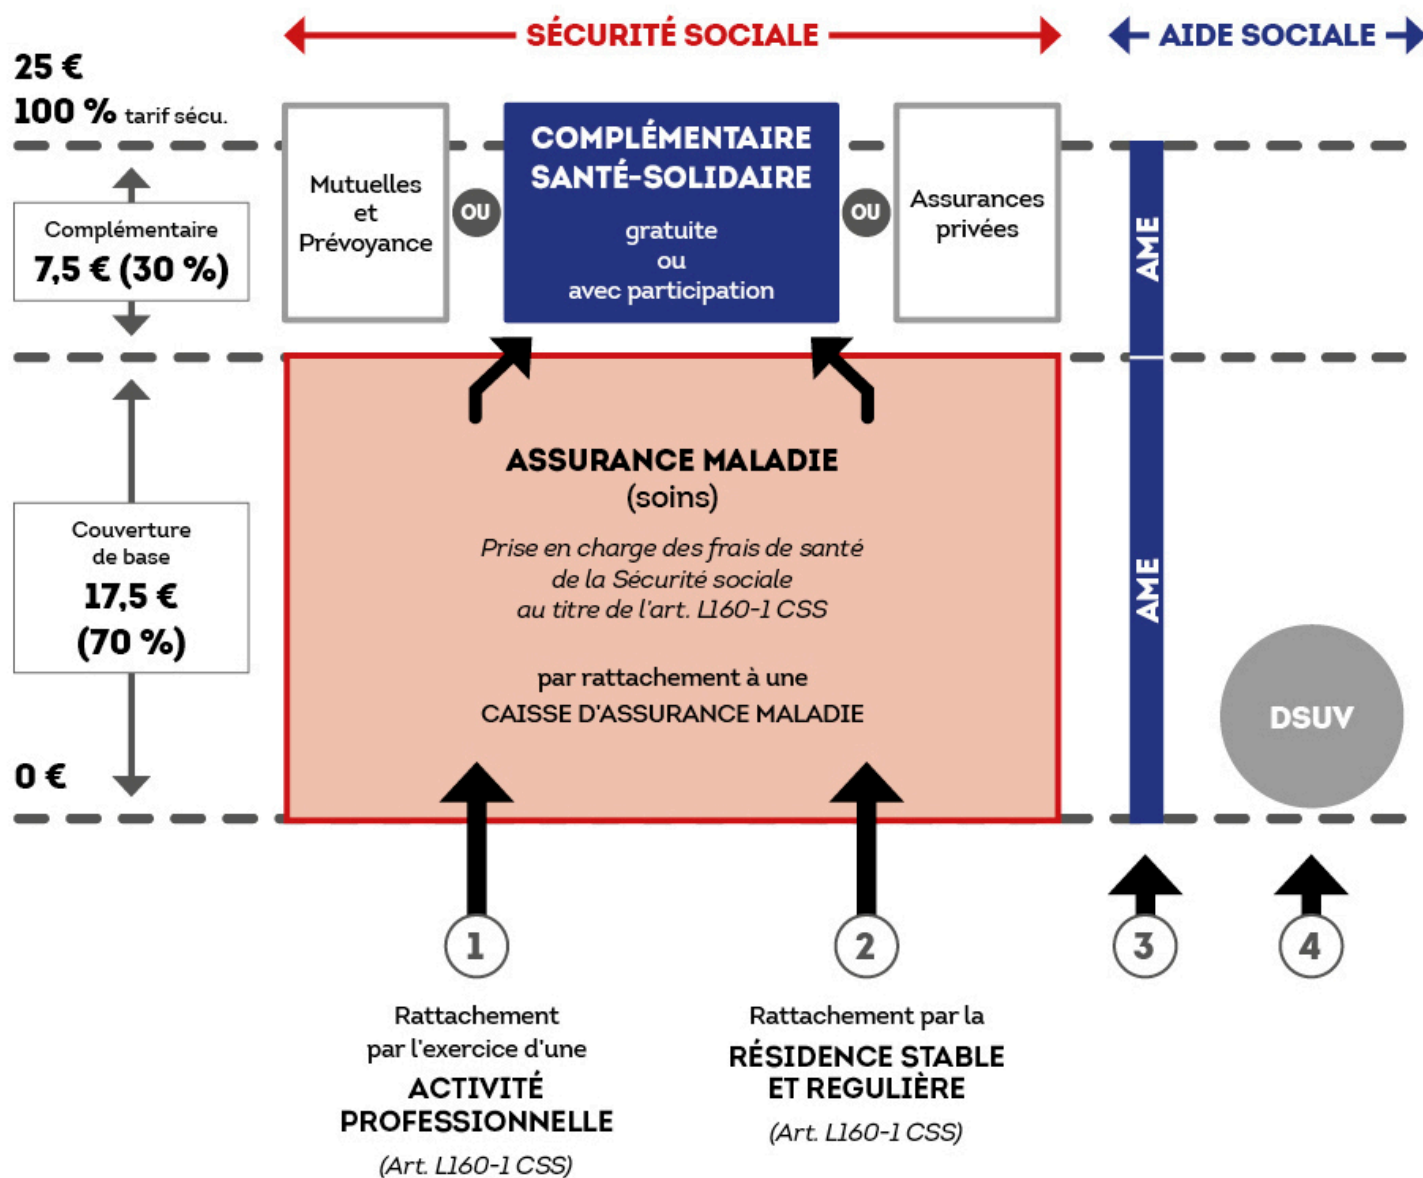 SÉCURITÉ SOCIALE
AIDE SOCIALE
25 €
100 % tarif sécu.
Complémentaire
7,5 € (30 %)
Mutuelles
et
Prévoyance
OU
COMPLÉMENTAIRE
SANTÉ-SOLIDAIRE
gratuite
ou
avec participation
OU
Assurances
privées
AME
Couverture
de base
17,5 €
(70 %)
0 €
ASSURANCE MALADIE
(soins)
Prise en charge des frais de santé
de la Sécurité sociale
au titre de l'art. L160-1 CSS
par rattachement à une
CAISSE D'ASSURANCE MALADIE
AME
DSUV
1
2
3
4
Rattachement
par l'exercice d'une
ACTIVITÉ
PROFESSIONNELLE
(Art. L160-1 CSS)
Rattachement par la
RÉSIDENCE STABLE
ET REGULIÈRE
(Art. L160-1 CSS)